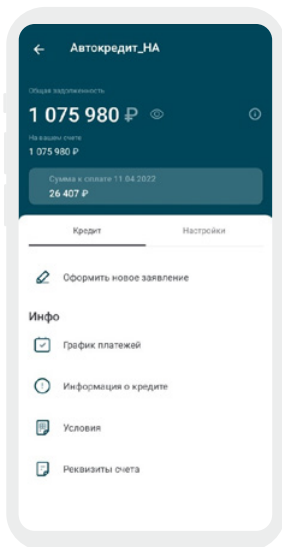 Автокредит_НА
Общая задолженность
1 075 980 ₽
На вашем счете
1 075 980 ₽
Сумма к оплате 11.04.2022
26 407 ₽
Кредит Настройки
Оформить новое заявление
Инфо
График платежей
Информация о кредите
Условия
Реквизиты счета